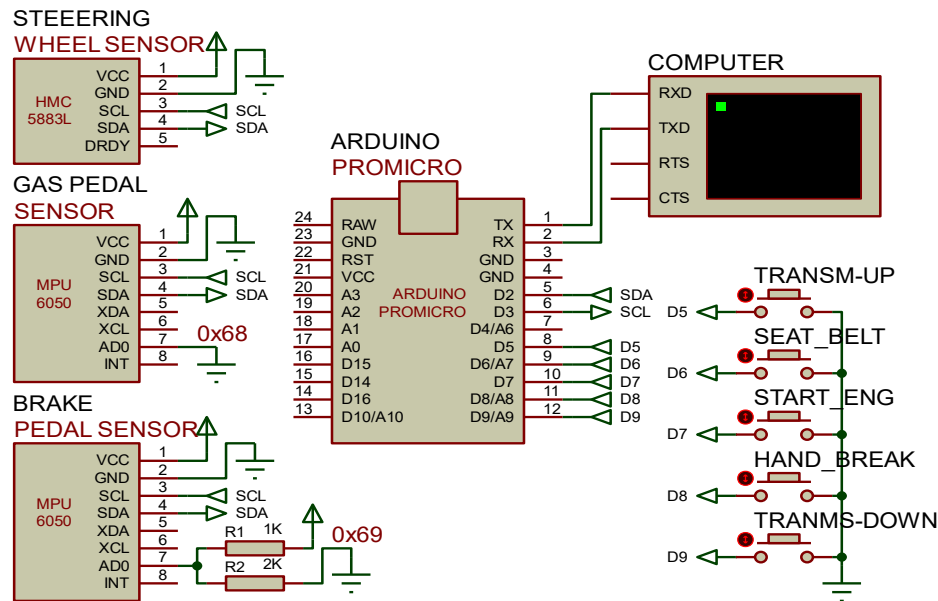 STEEERING
WHEEL SENSOR
HMC
5883L
VCC 1
GND 2
SCL 3 SCL
SDA 4 SDA
DRDY 5
GAS PEDAL
SENSOR
MPU
6050
VCC 1
GND 2
SCL 3 SCL
SDA 4 SDA
XDA 5
XCL 6
AD0 7 0x68
INT 8
BRAKE
PEDAL SENSOR
MPU
6050
VCC 1
GND 2
SCL 3 SCL
SDA 4 SDA
XDA 5
XCL 6
AD0 7
INT 8
R1 1K
R2 2K
0x69
ARDUINO
PROMICRO
24 RAW TX 1
23 GND RX 2
22 RST GND 3
21 VCC GND 4
20 A3 D2 5 SDA
19 A2 D3 6 SCL
18 A1 D4/A6 7
17 A0 D5 8 D5
16 D15 D6/A7 9 D6
15 D14 D7 10 D7
14 D16 D8/A8 11 D8
13 D10/A10 D9/A9 12 D9
ARDUINO
PROMICRO
COMPUTER
RXD
TXD
RTS
CTS
TRANSM-UP
D5
SEAT_BELT
D6
START_ENG
D7
HAND_BREAK
D8
TRANMS-DOWN
D9